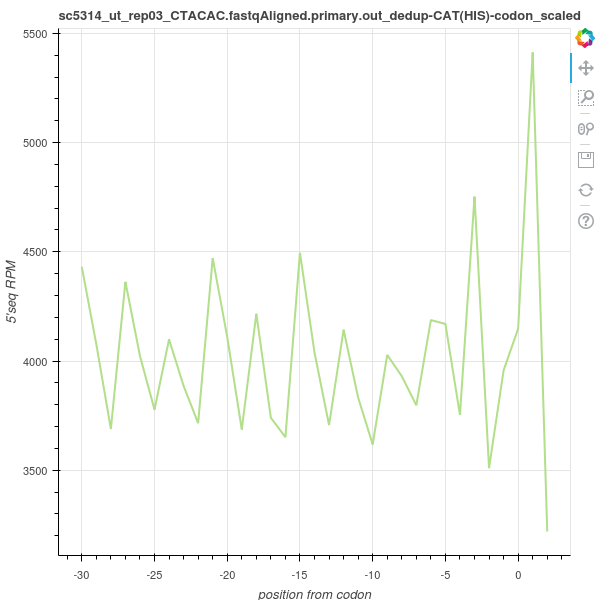 sc5314_ut_rep03_CTACAC.fastqAligned.primary.out_dedup-CAT(HIS)-codon_scaled
5500
5000
4500
4000
3500
5'seq RPM
-30 -25 -20 -15 -10 -5 0
position from codon